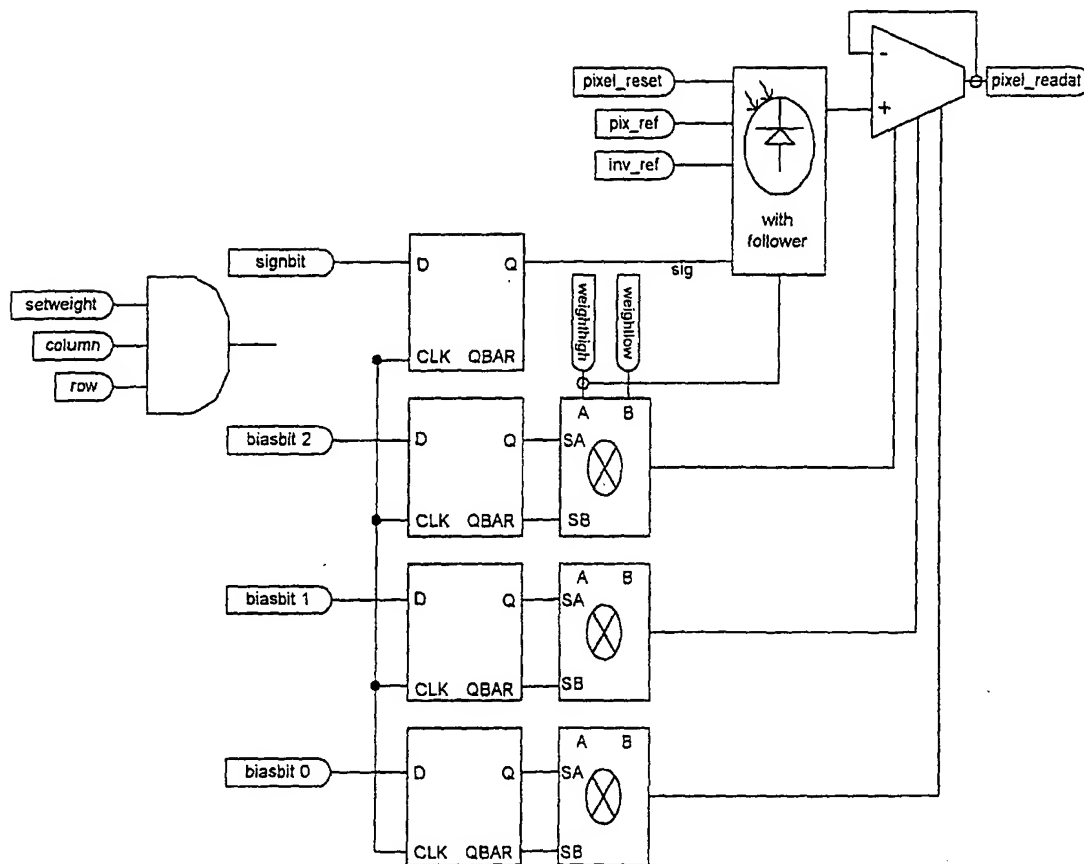 -
pixel_reset
pixel_readat
+
pix_ref
inv_ref
with
follower
signbit
D
Q
sig
setweight
column
row
weighthigh
weightlow
CLK
QBAR
A
B
biasbit 2
D
Q
SA
CLK
QBAR
SB
A
B
biasbit 1
D
Q
SA
CLK
QBAR
SB
A
B
biasbit 0
D
Q
SA
CLK
QBAR
SB